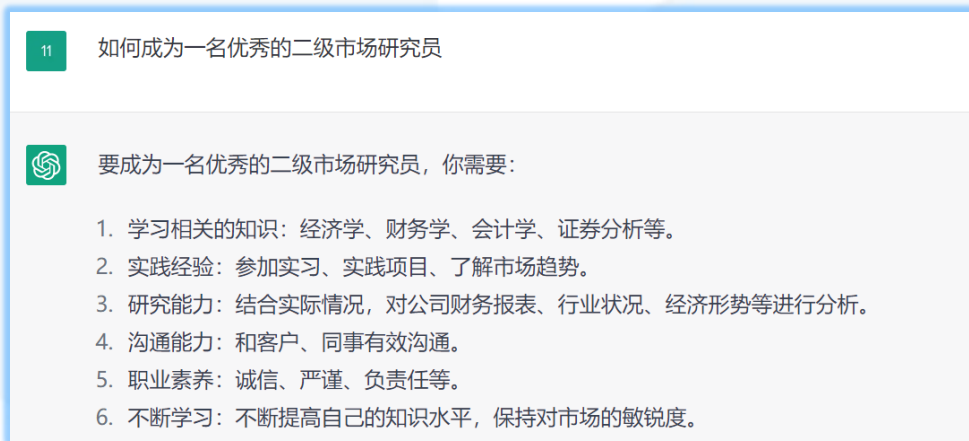 11
如何成为一名优秀的二级市场研究员
要成为一名优秀的二级市场研究员，你需要：
1. 学习相关的知识：经济学、财务学、会计学、证券分析等。
2. 实践经验：参加实习、实践项目、了解市场趋势。
3. 研究能力：结合实际情况，对公司财务报表、行业状况、经济形势等进行分析。
4. 沟通能力：和客户、同事有效沟通。
5. 职业素养：诚信、严谨、负责任等。
6. 不断学习：不断提高自己的知识水平，保持对市场的敏锐度。